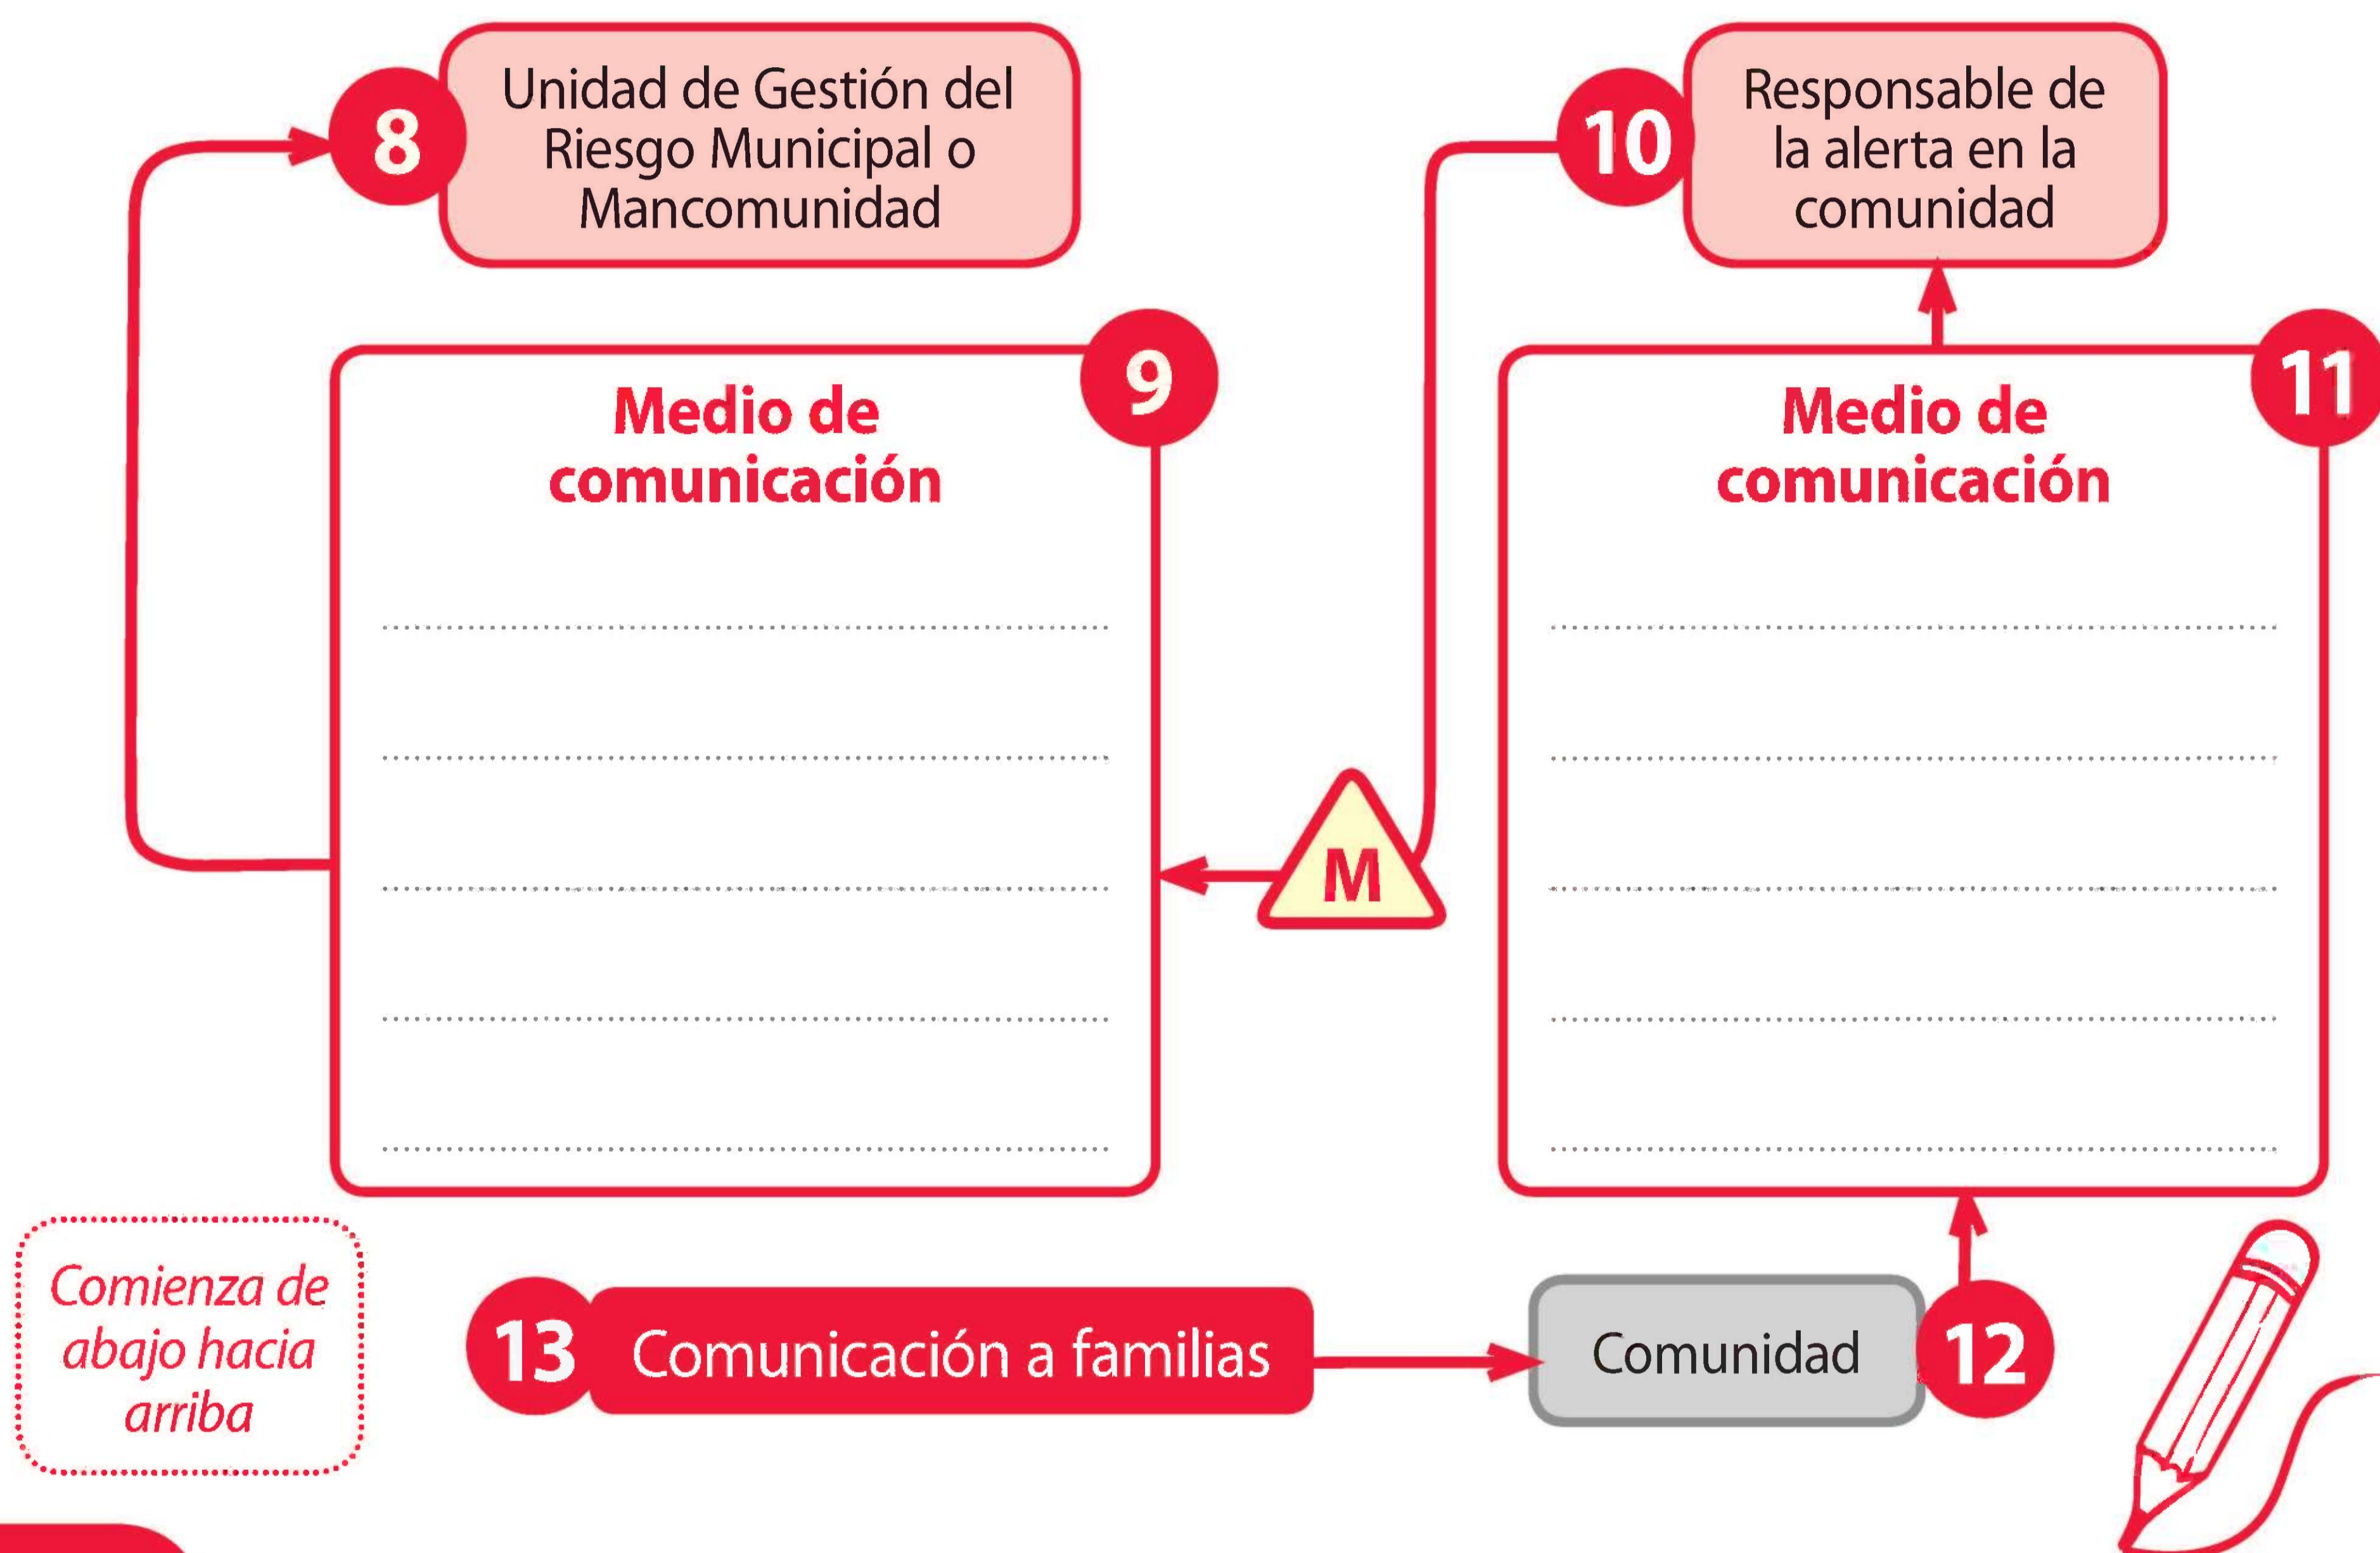 8
Unidad de Gestión del
Riesgo Municipal o
Mancomunidad
10
Responsable de
la alerta en la
comunidad
9
Medio de
comunicación
11
Medio de
comunicación
M
Comienza de
abajo hacia
arriba
13
Comunicación a familias
Comunidad
12